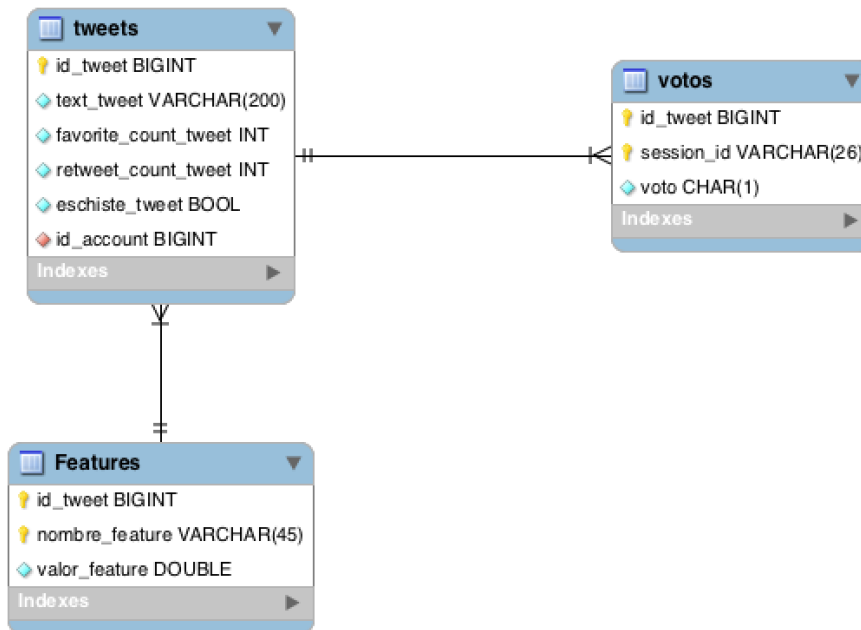 tweets
id_tweet BIGINT
text_tweet VARCHAR(200)
favorite_count_tweet INT
retweet_count_tweet INT
eschiste_tweet BOOL
id_account BIGINT
Indexes
votos
id_tweet BIGINT
session_id VARCHAR(26)
voto CHAR(1)
Indexes
Features
id_tweet BIGINT
nombre_feature VARCHAR(45)
valor_feature DOUBLE
Indexes